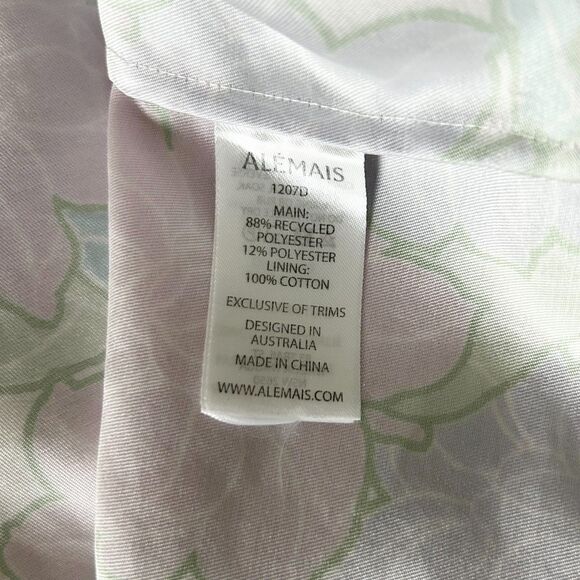 ALÉMAIS
1207D
MAIN:
88% RECYCLED
POLYESTER
12% POLYESTER
LINING:
100% COTTON
EXCLUSIVE OF TRIMS
DESIGNED IN
AUSTRALIA
MADE IN CHINA
WWW.ALEMAIS.COM